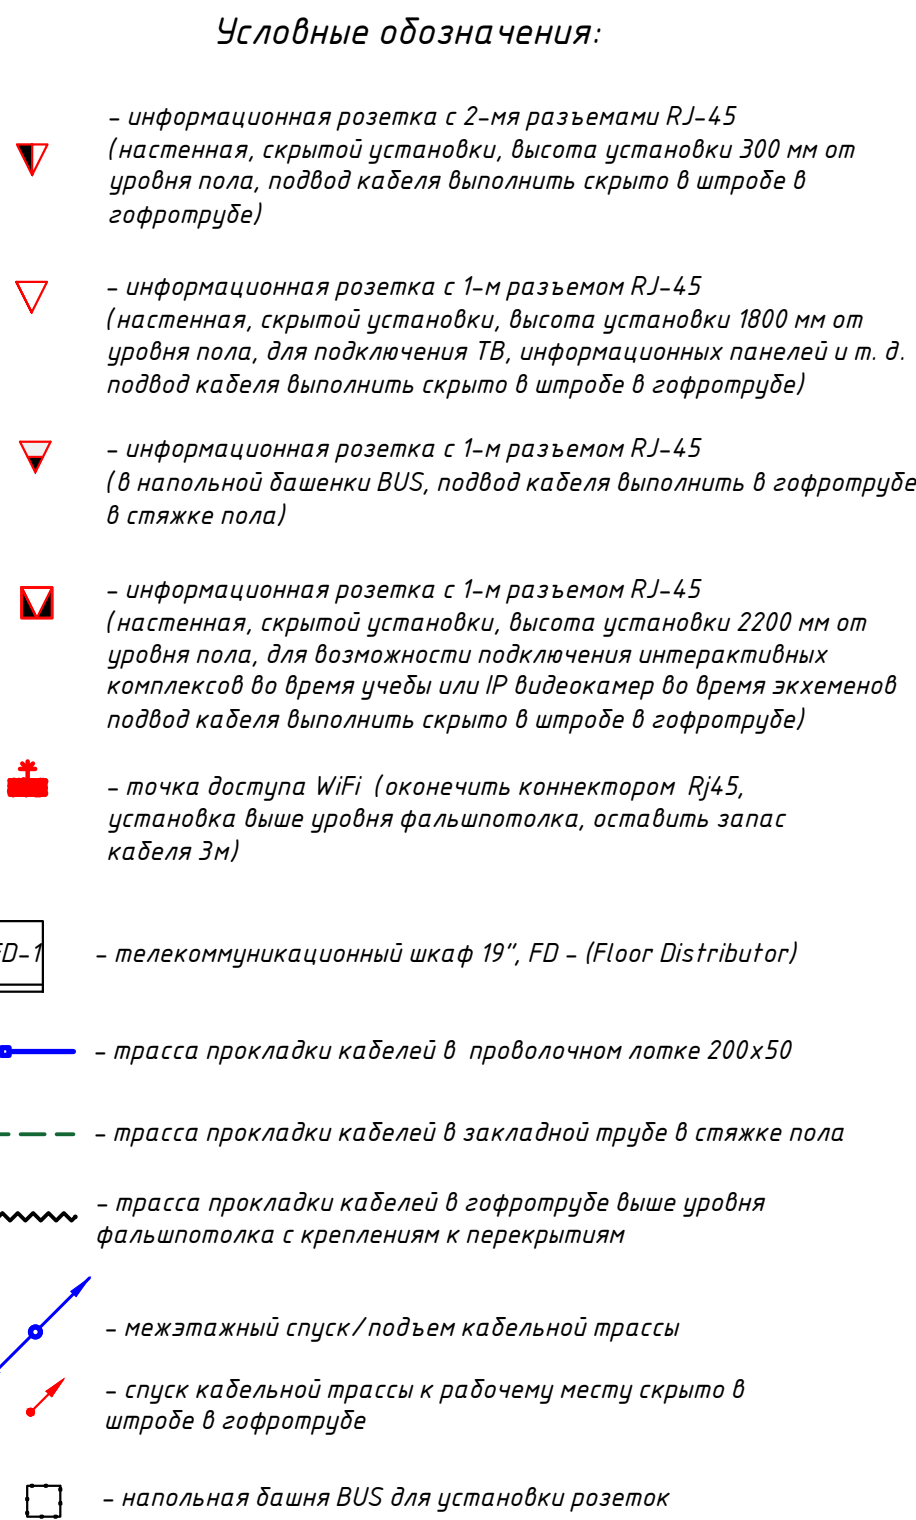 Условные обозначения:
- информационная розетка с 2-мя разъемами RJ-45
(настенная, скрытой установки, высота установки 300 мм от
уровня пола, подвод кабеля выполнить скрыто в штробе в
гофротрубе)
- информационная розетка с 1-м разъемом RJ-45
(настенная, скрытой установки, высота установки 1800 мм от
уровня пола, для подключения ТВ, информационных панелей и т. д.
подвод кабеля выполнить скрыто в штробе в гофротрубе)
- информационная розетка с 1-м разъемом RJ-45
(в напольной башенки BUS, подвод кабеля выполнить в гофротрубе
в стяжке пола)
- информационная розетка с 1-м разъемом RJ-45
(настенная, скрытой установки, высота установки 2200 мм от
уровня пола, для возможности подключения интерактивных
комплексов во время учебы или IP видеокамер во время экхеменов
подвод кабеля выполнить скрыто в штробе в гофротрубе)
- точка доступа WiFi (оконечить коннектором Rj45,
установка выше уровня фальшпотолка, оставить запас
кабеля 3м)
FD-1
- телекоммуникационный шкаф 19", FD - (Floor Distributor)
- трасса прокладки кабелей в проволочном лотке 200x50
- трасса прокладки кабелей в закладной трубе в стяжке пола
- трасса прокладки кабелей в гофротрубе выше уровня
фальшпотолка с креплениям к перекрытиям
- межэтажный спуск/подъем кабельной трассы
- спуск кабельной трассы к рабочему месту скрыто в
штробе в гофротрубе
- напольная башня BUS для установки розеток